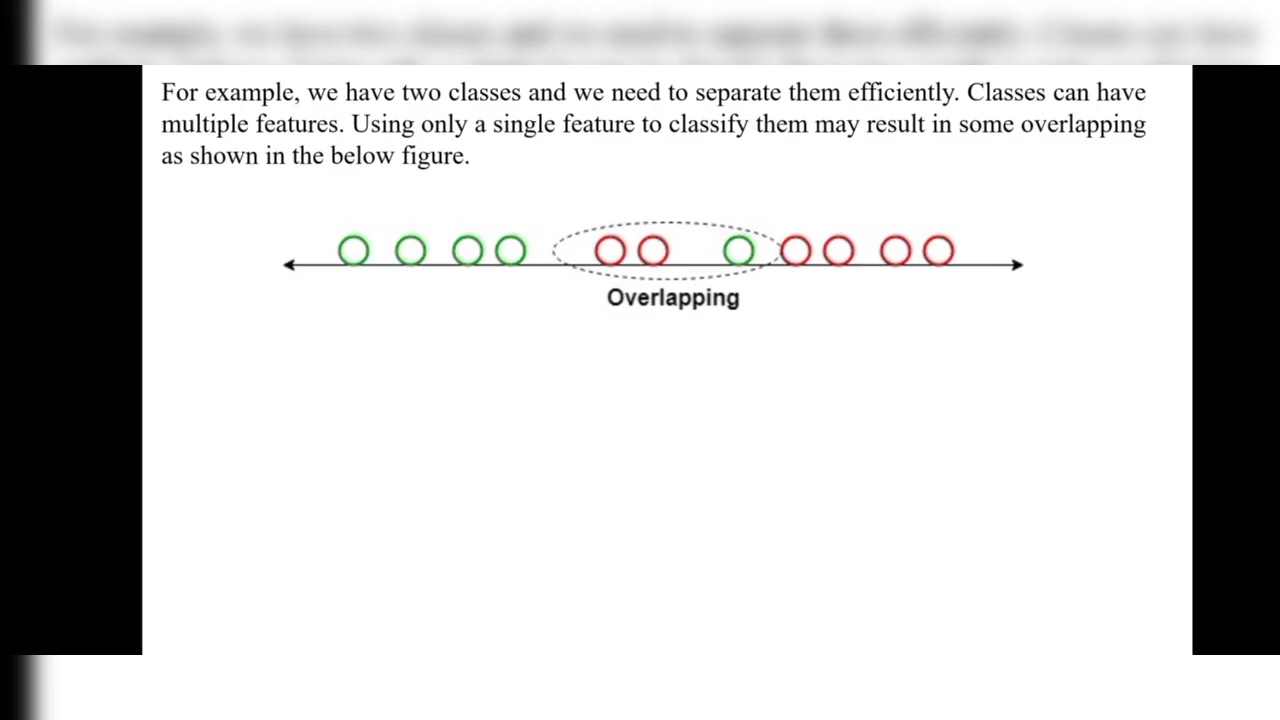 For example, we have two classes and we need to separate them efficiently. Classes can have
multiple features. Using only a single feature to classify them may result in some overlapping
as shown in the below figure.
Overlapping